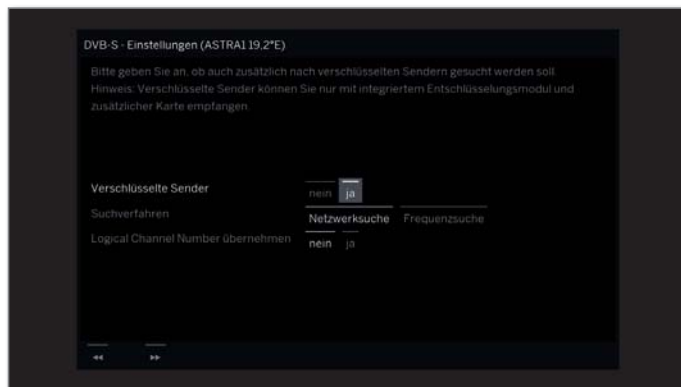 DVB-S - Einstellungen (ASTRA1 19,2°E)
Bitte geben Sie an, ob auch zusätzlich nach verschlüsselten Sendern gesucht werden soll.
Hinweis: Verschlüsselte Sender können Sie nur mit integriertem Entschlüsselungsmodul und
zusätzlicher Karte empfangen.
Verschlüsselte Sender nein ja
Suchverfahren Netzwerksuche Frequenzsuche
Logical Channel Number übernehmen nein ja